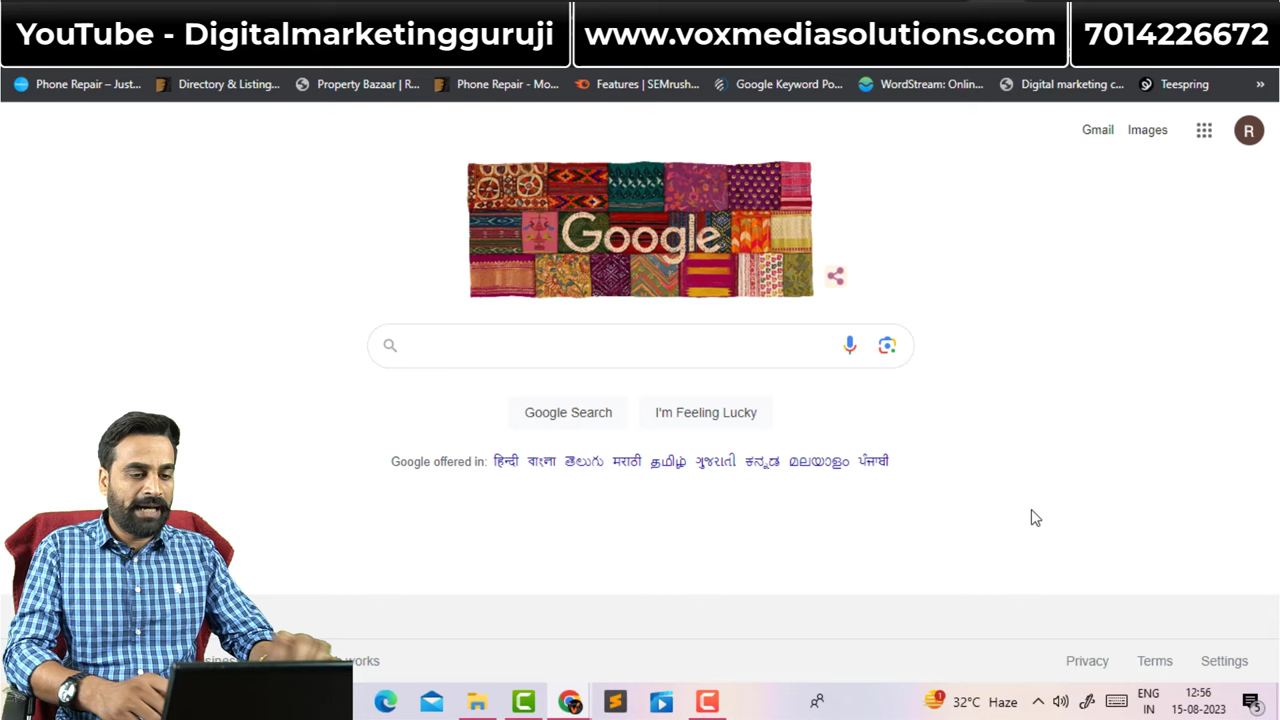 YouTube - Digitalmarketingguruji www.voxmediasolutions.com 7014226672
Phone Repair – Just... Directory & Listing... Property Bazaar | R... Phone Repair - Mo... Features | SEMrush... Google Keyword Po... WordStream: Onlin... Digital marketing c... Teespring »
Gmail Images R
Google
Google Search I'm Feeling Lucky
Google offered in: हिन्दी বাংলা తెలుగు मराठी தமிழ் ગુજરાતી ಕನ್ನಡ മലയാളം ਪੰਜਾਬੀ
works Privacy Terms Settings
32°C Haze ENG 12:56
IN 15-08-2023 5